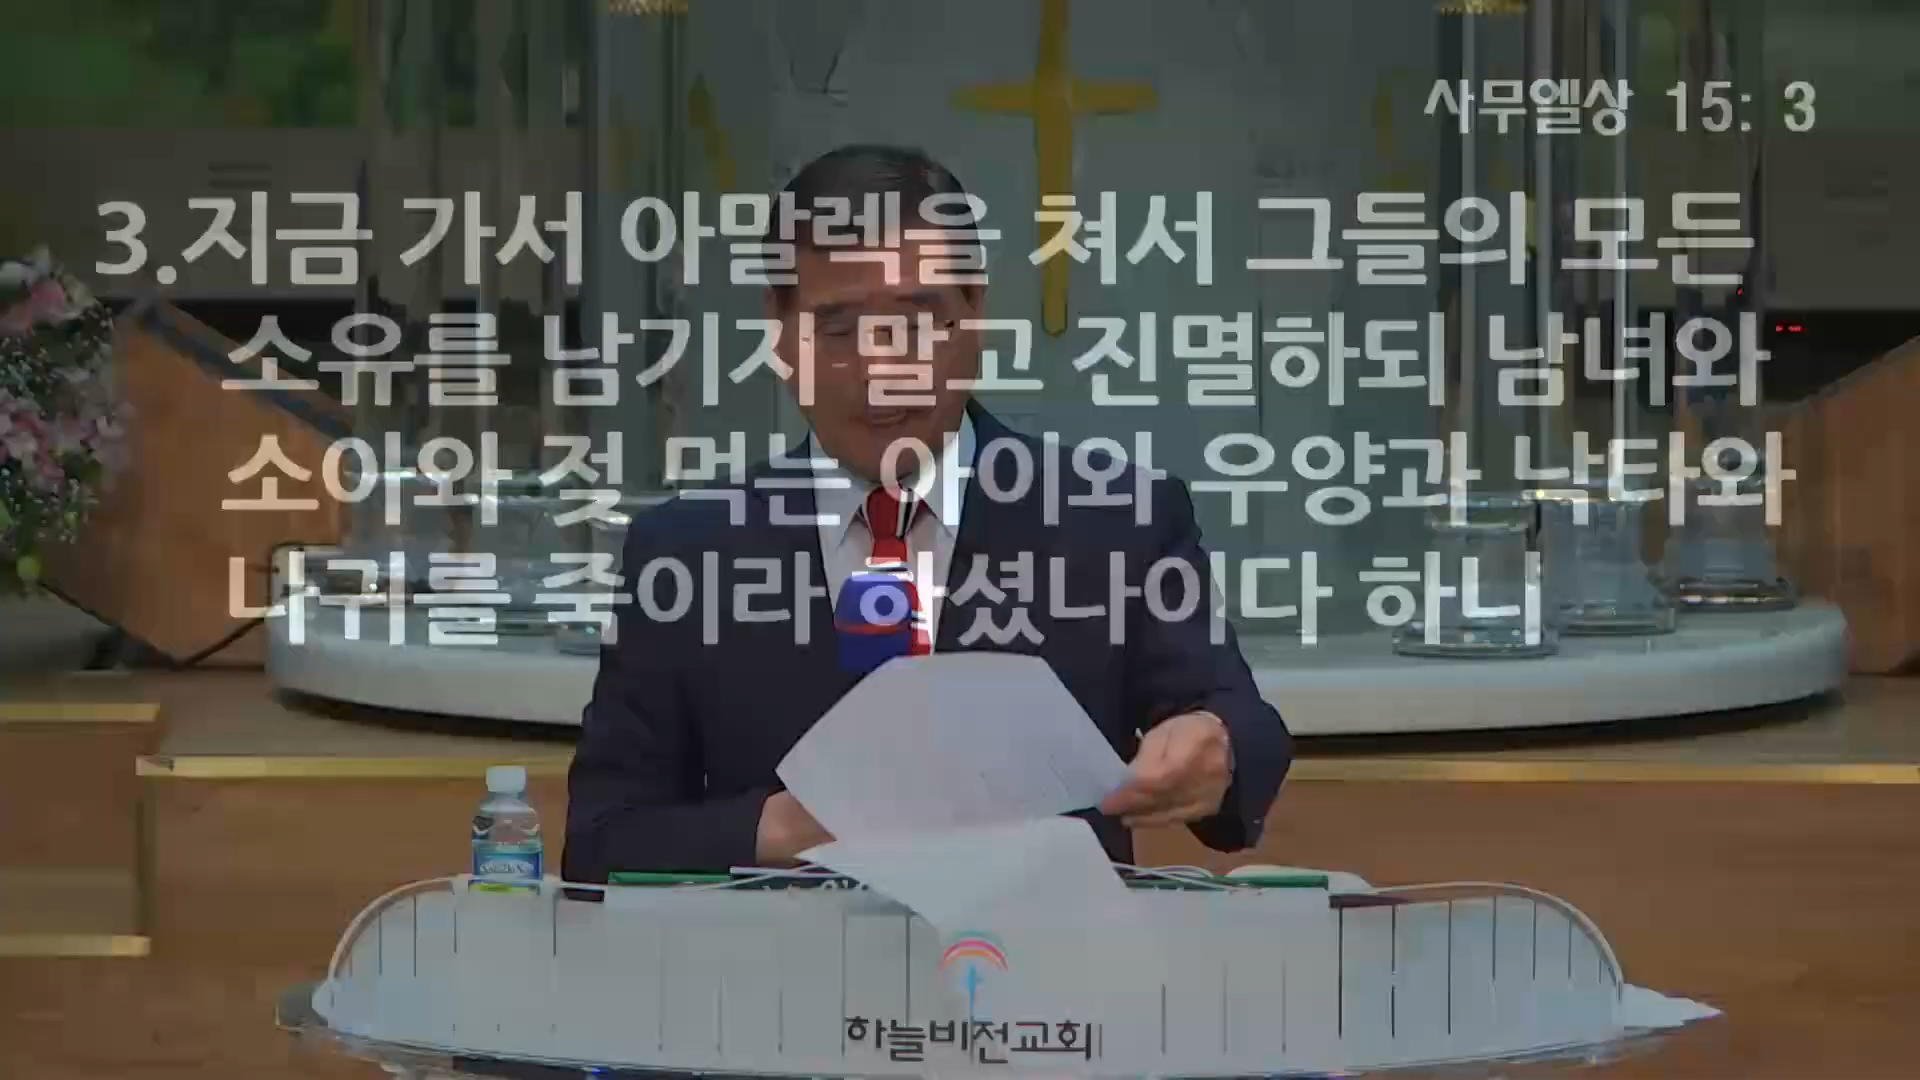 사무엘상 15: 3
3.지금 가서 아말렉을 쳐서 그들의 모든
소유를 남기지 말고 진멸하되 남녀와
소아와 젖 먹는 아이와 우양과 낙타와
나귀를 죽이라 하셨나이다 하니
하늘비전교회